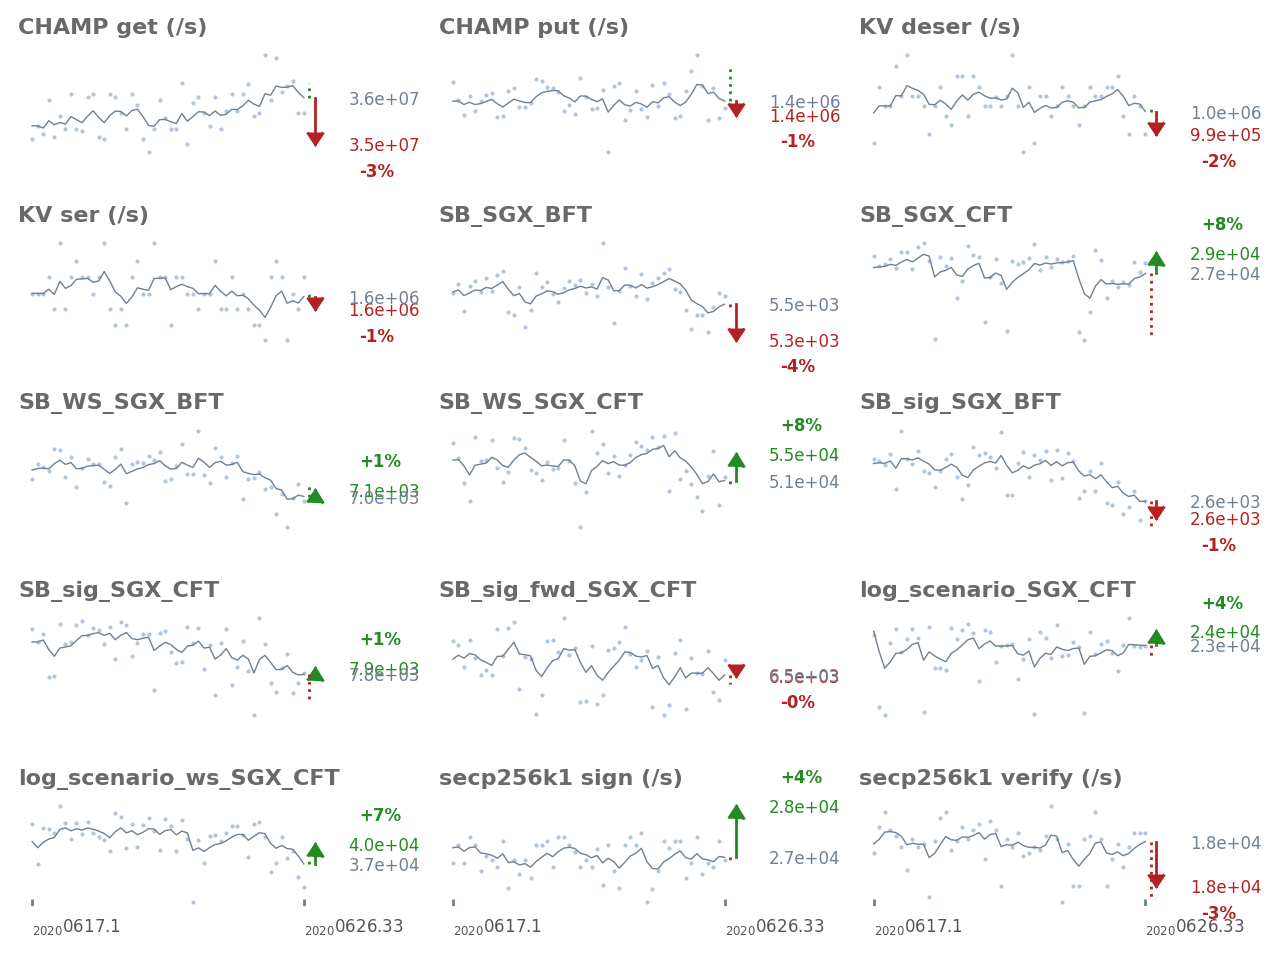 CHAMP get (/s)
3.6e+07
3.5e+07
-3%
CHAMP put (/s)
1.4e+06
1.4e+06
-1%
KV deser (/s)
1.0e+06
9.9e+05
-2%
KV ser (/s)
1.6e+06
1.6e+06
-1%
SB_SGX_BFT
5.5e+03
5.3e+03
-4%
SB_SGX_CFT
+8%
2.9e+04
2.7e+04
SB_WS_SGX_BFT
+1%
7.1e+03
7.0e+03
SB_WS_SGX_CFT
+8%
5.5e+04
5.1e+04
SB_sig_SGX_BFT
2.6e+03
2.6e+03
-1%
SB_sig_SGX_CFT
+1%
7.9e+03
7.8e+03
SB_sig_fwd_SGX_CFT
6.5e+03
-0%
log_scenario_SGX_CFT
+4%
2.4e+04
2.3e+04
log_scenario_ws_SGX_CFT
+7%
4.0e+04
3.7e+04
secp256k1 sign (/s)
+4%
2.8e+04
2.7e+04
secp256k1 verify (/s)
1.8e+04
1.8e+04
-3%
20200617.1
20200626.33
20200617.1
20200626.33
20200617.1
20200626.33